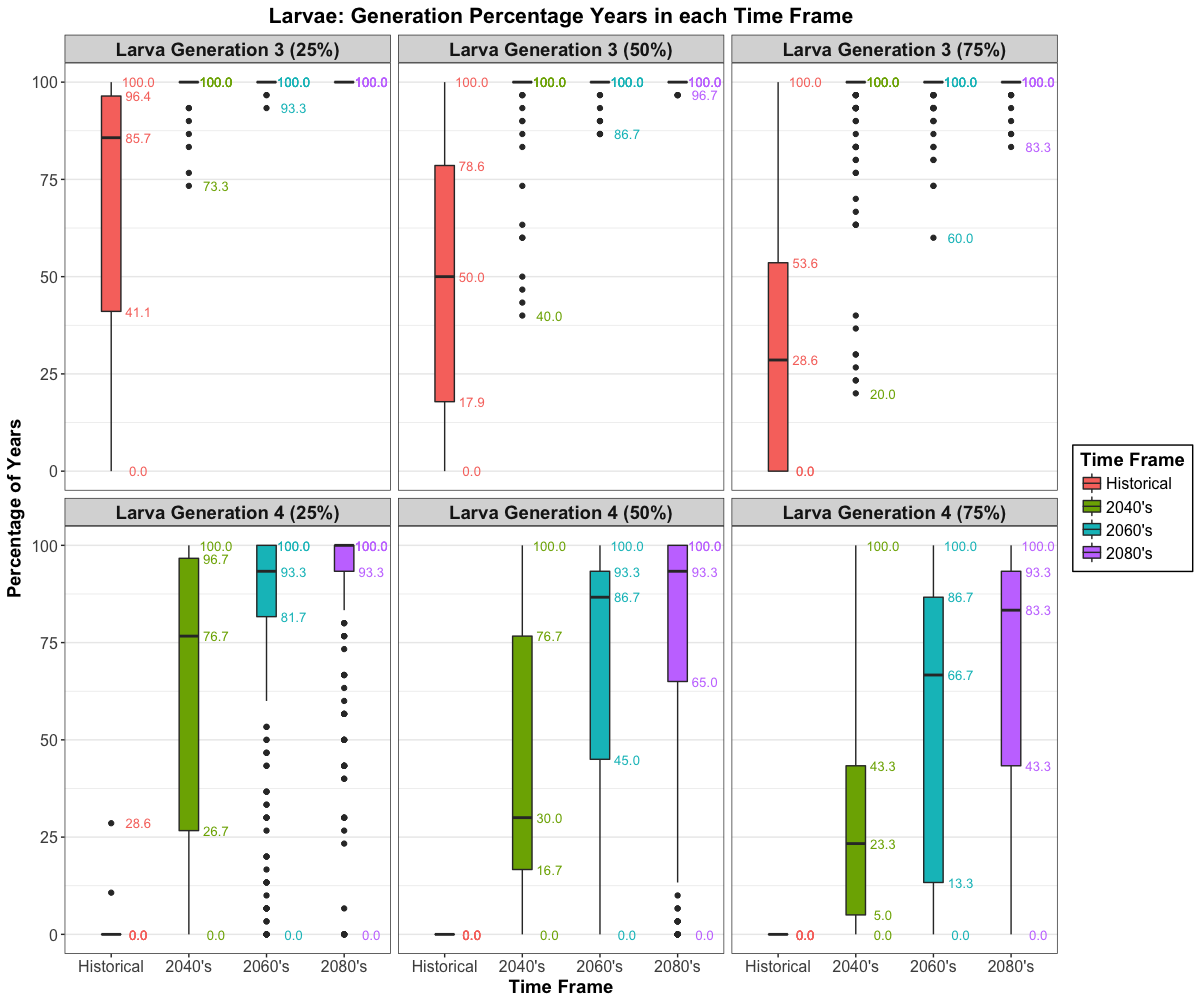 Larvae: Generation Percentage Years in each Time Frame
Larva Generation 3 (25%) Larva Generation 3 (50%) Larva Generation 3 (75%)
100 100.0 100.0 100.0 100.0 100.0 100.0 100.0 100.0 100.0 100.0 100.0 100.0
96.4 96.7
93.3
85.7 86.7 83.3
75 73.3 78.6
60.0
50 50.0 53.6
41.1 40.0
25 28.6
17.9 20.0
0 0.0 0.0 0.0
Larva Generation 4 (25%) Larva Generation 4 (50%) Larva Generation 4 (75%)
100 100.0 100.0 100.0 100.0 100.0 100.0 100.0 100.0 100.0
96.7 93.3 93.3 93.3 93.3 93.3
81.7 86.7 86.7 83.3
75 76.7 76.7
65.0 66.7
50 45.0 43.3 43.3
25 28.6 26.7 30.0 23.3
16.7 13.3
5.0
0 0.0 0.0 0.0 0.0 0.0 0.0 0.0 0.0 0.0 0.0 0.0 0.0
Historical 2040's 2060's 2080's Historical 2040's 2060's 2080's Historical 2040's 2060's 2080's
Time Frame
Percentage of Years
Time Frame
Historical
2040's
2060's
2080's